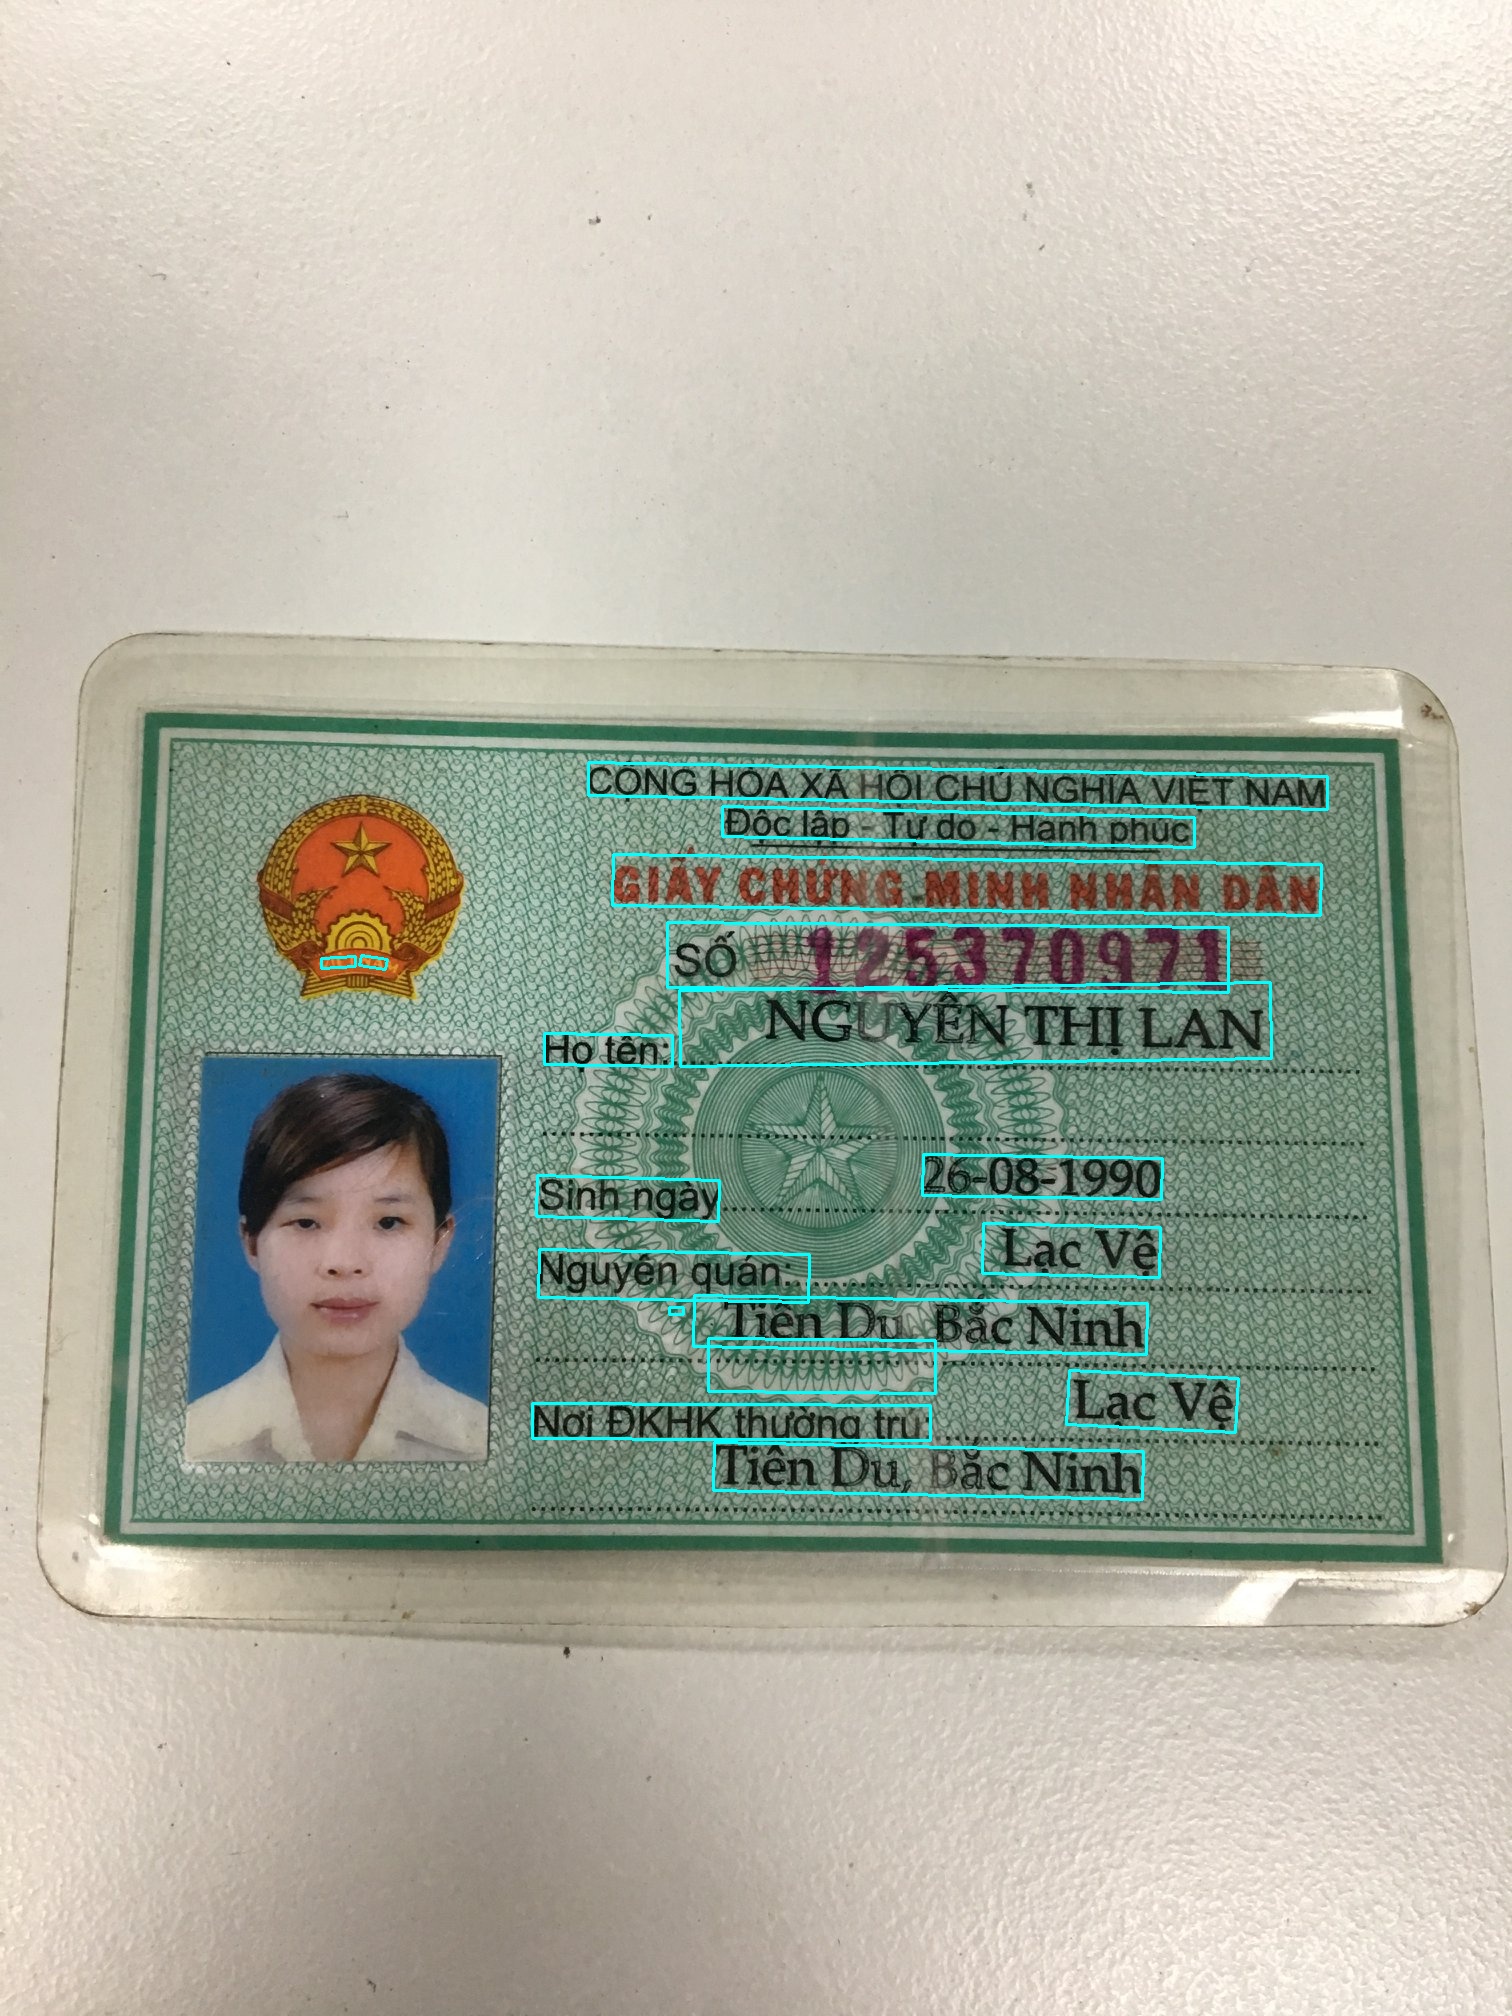 CỘNG HÒA XÃ HỘI CHỦ NGHĨA VIỆT NAM
Độc lập - Tự do - Hạnh phúc
GIẤY CHỨNG MINH NHÂN DÂN
SỐ 125370971
Họ tên: NGUYỄN THỊ LAN
Sinh ngày 26-08-1990
Nguyên quán: Lạc Vệ
Tiên Du, Bắc Ninh
Nơi ĐKHK thường trú: Lạc Vệ
Tiên Du, Bắc Ninh